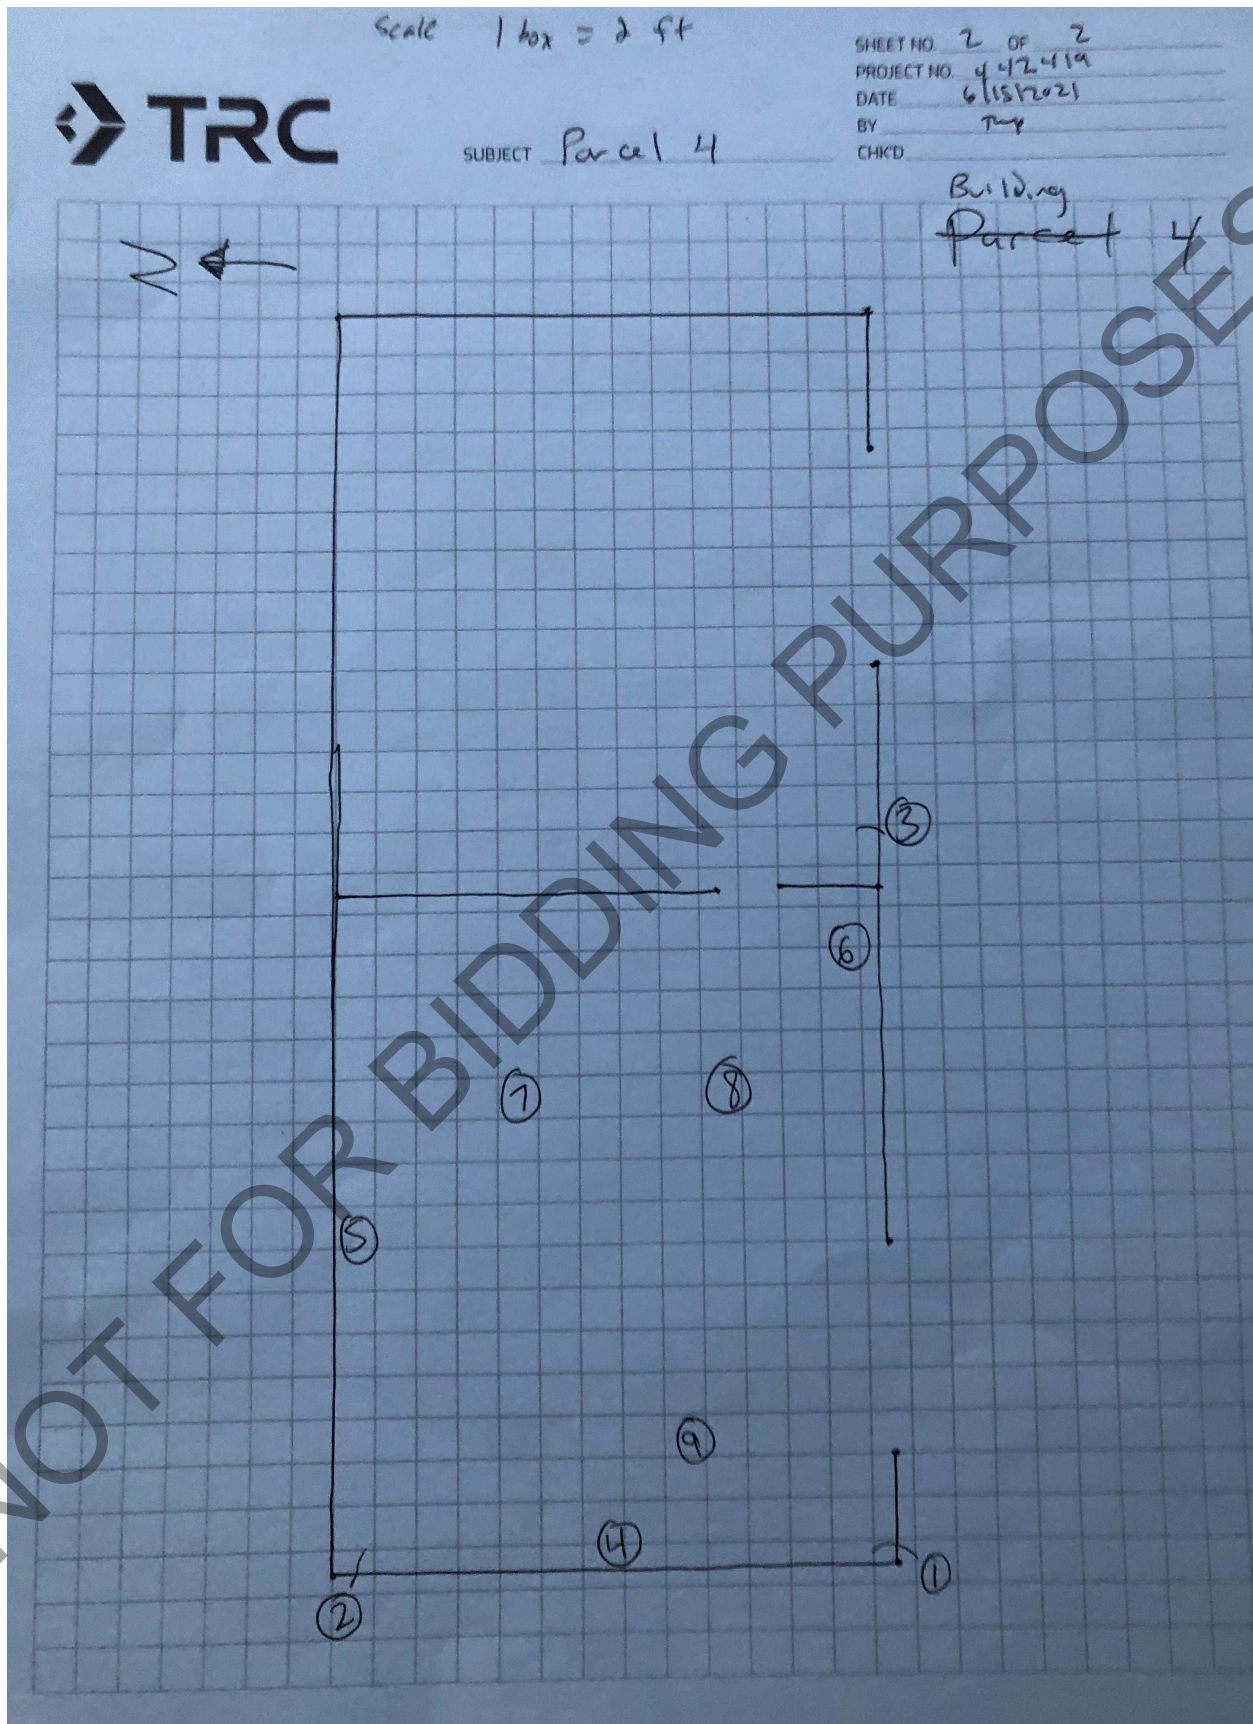 Scale 1 box = 2 ft
SHEET NO. 2 OF 2
PROJECT NO. 442419
DATE 6/15/2021
BY
CHK'D
TRC
SUBJECT Parcel 4
Building
Parcel 4
N
3
6
7
8
5
9
4
1
2
NOT FOR BIDDING PURPOSES